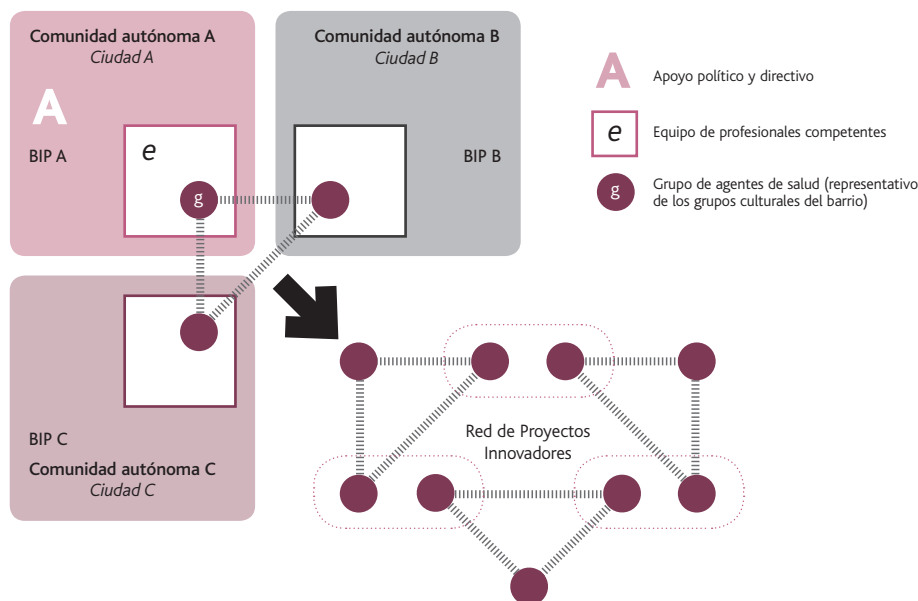 Comunidad autónoma A
Ciudad A
A
BIP A
e
g
Comunidad autónoma B
Ciudad B
BIP B
A
Apoyo político y directivo
e
Equipo de profesionales competentes
g
Grupo de agentes de salud (representativo
de los grupos culturales del barrio)
BIP C
Comunidad autónoma C
Ciudad C
Red de Proyectos
Innovadores